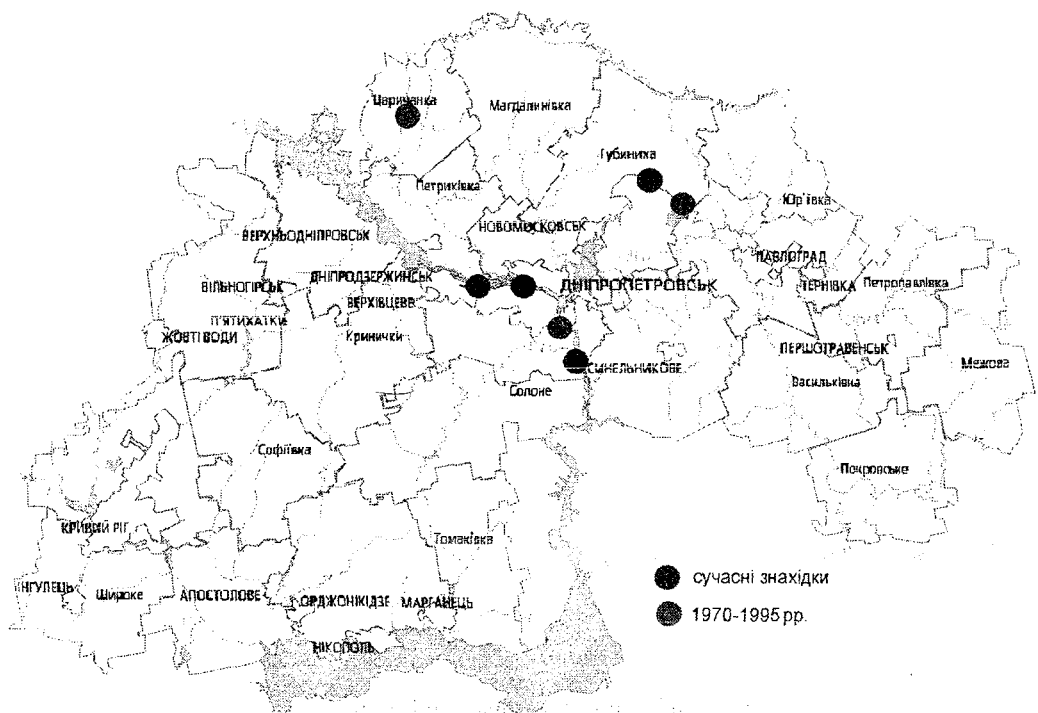 Царичанка
Магдалинівка
Губиниха
Петриківка
Юр'ївка
НОВОМОСКОВСЬК
ВЕРХНЬОДНІПРОВСЬК
ПАВЛОГРАД
ДНІПРОДЗЕРЖИНСЬК
ДНІПРОПЕТРОВСЬК
ТЕРНІВКА
Петропавлівка
ВІЛЬНОГІРСЬК
ВЕРХІВЦЕВЕ
П'ЯТИХАТКИ
ЖОВТІ ВОДИ
Кринички
ПЕРШОТРАВЕНСЬК
Межова
СИНЕЛЬНИКОВЕ
Васильківка
Солоне
Софіївка
Покровське
КРИВИЙ РІГ
Томаківка
сучасні знахідки
ІНГУЛЕЦЬ
Широке
АПОСТОЛОВЕ
ОРДЖОНІКІДЗЕ
МАРГАНЕЦЬ
1970-1995 рр.
НІКОПОЛЬ